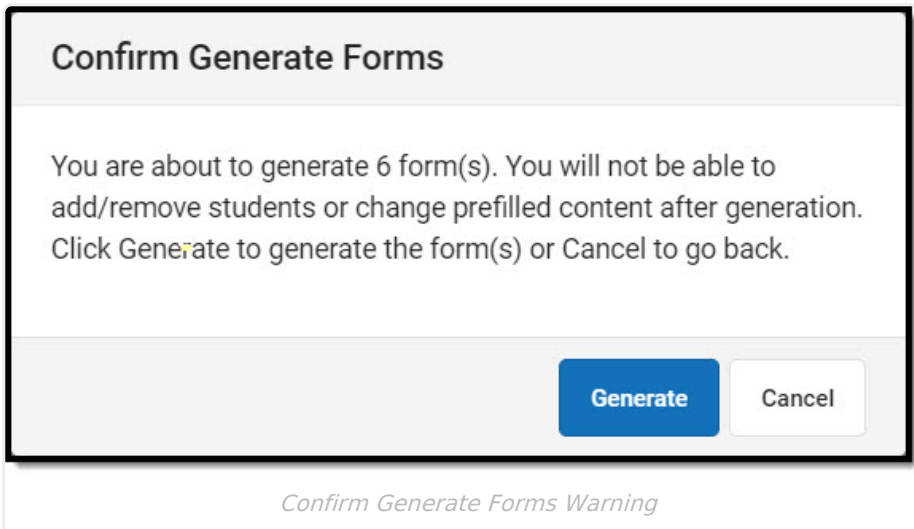 Confirm Generate Forms
You are about to generate 6 form(s). You will not be able to
add/remove students or change prefilled content after generation.
Click Generate to generate the form(s) or Cancel to go back.
Generate
Cancel
Confirm Generate Forms Warning